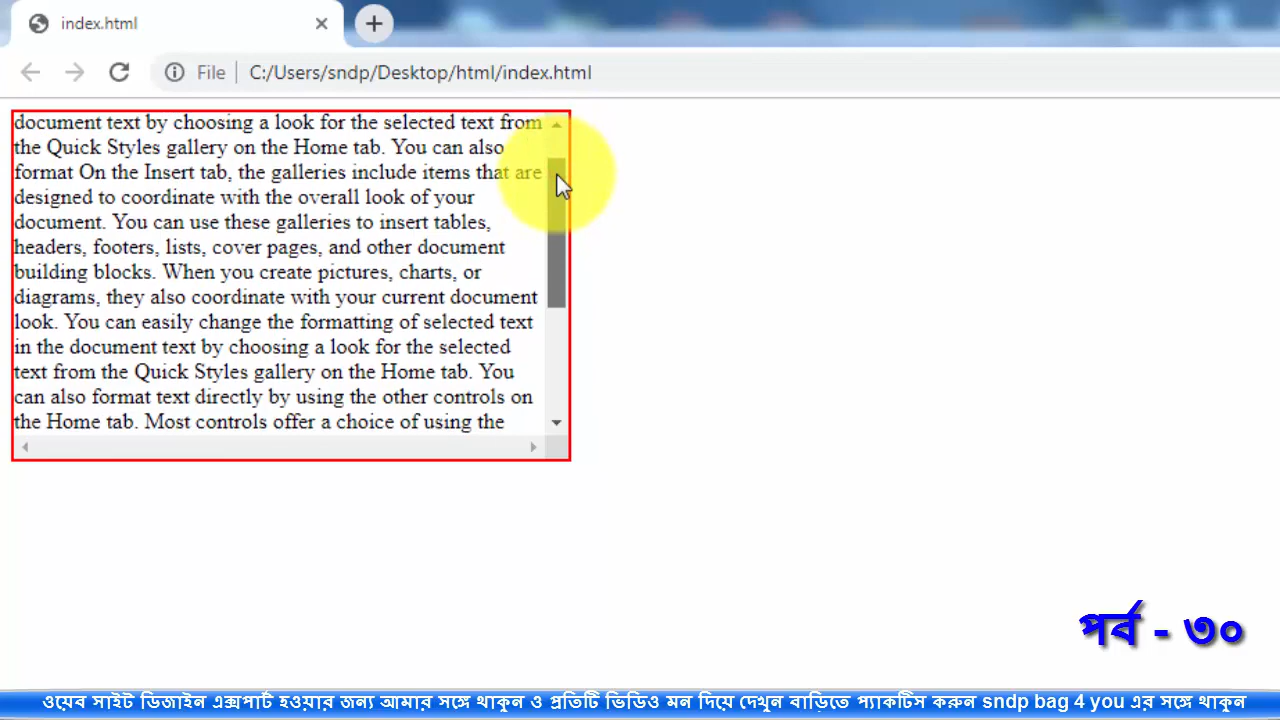 index.html
File
C:/Users/sndp/Desktop/html/index.html
document text by choosing a look for the selected text from
the Quick Styles gallery on the Home tab. You can also
format On the Insert tab, the galleries include items that are
designed to coordinate with the overall look of your
document. You can use these galleries to insert tables,
headers, footers, lists, cover pages, and other document
building blocks. When you create pictures, charts, or
diagrams, they also coordinate with your current document
look. You can easily change the formatting of selected text
in the document text by choosing a look for the selected
text from the Quick Styles gallery on the Home tab. You
can also format text directly by using the other controls on
the Home tab. Most controls offer a choice of using the
পর্ব - ৩০
ওয়েব সাইট ডিজাইন এক্সপার্ট হওয়ার জন্য আমার সঙ্গে থাকুন ও প্রতিটি ভিডিও মন দিয়ে দেখুন বাড়িতে প্যাকটিস করুন sndp bag 4 you এর সঙ্গে থাকুন